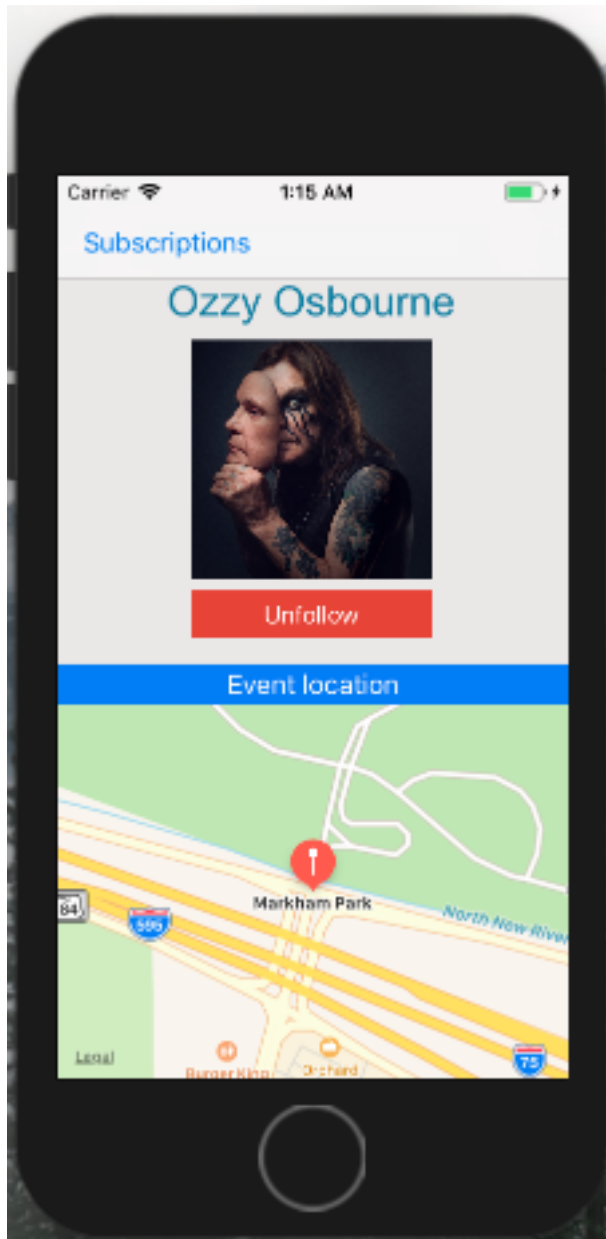 Carrier 1:15 AM
Subscriptions
Ozzy Osbourne
Unfollow
Event location
Markham Park
84
595
North New River
75
Legal
Burger King
Orchard